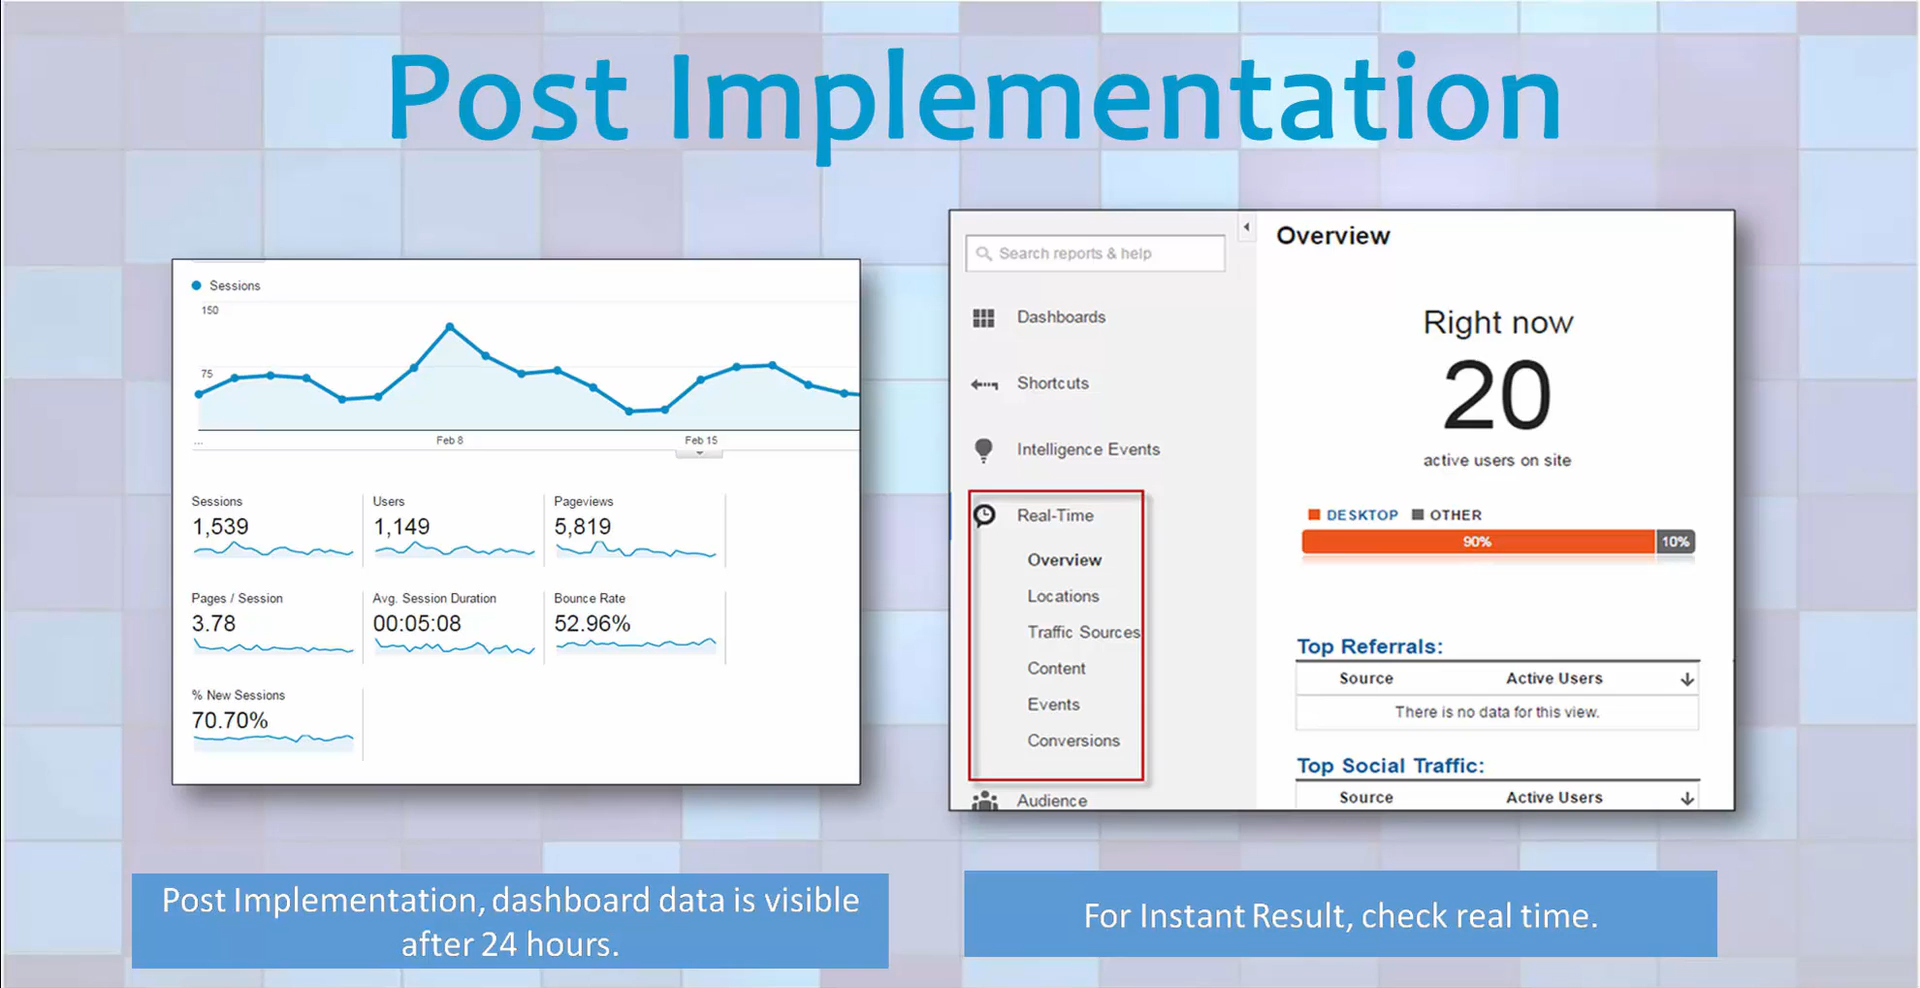 Post Implementation
Sessions
150
75
...
Feb 8
Feb 15
Sessions
1,539
Users
1,149
Pageviews
5,819
Pages / Session
3.78
Avg. Session Duration
00:05:08
Bounce Rate
52.96%
% New Sessions
70.70%
Post Implementation, dashboard data is visible
after 24 hours.
Search reports & help
Dashboards
Shortcuts
Intelligence Events
Real-Time
Overview
Locations
Traffic Sources
Content
Events
Conversions
Audience
Overview
Right now
20
active users on site
DESKTOP OTHER
90% 10%
Top Referrals:
Source Active Users
There is no data for this view.
Top Social Traffic:
Source Active Users
For Instant Result, check real time.